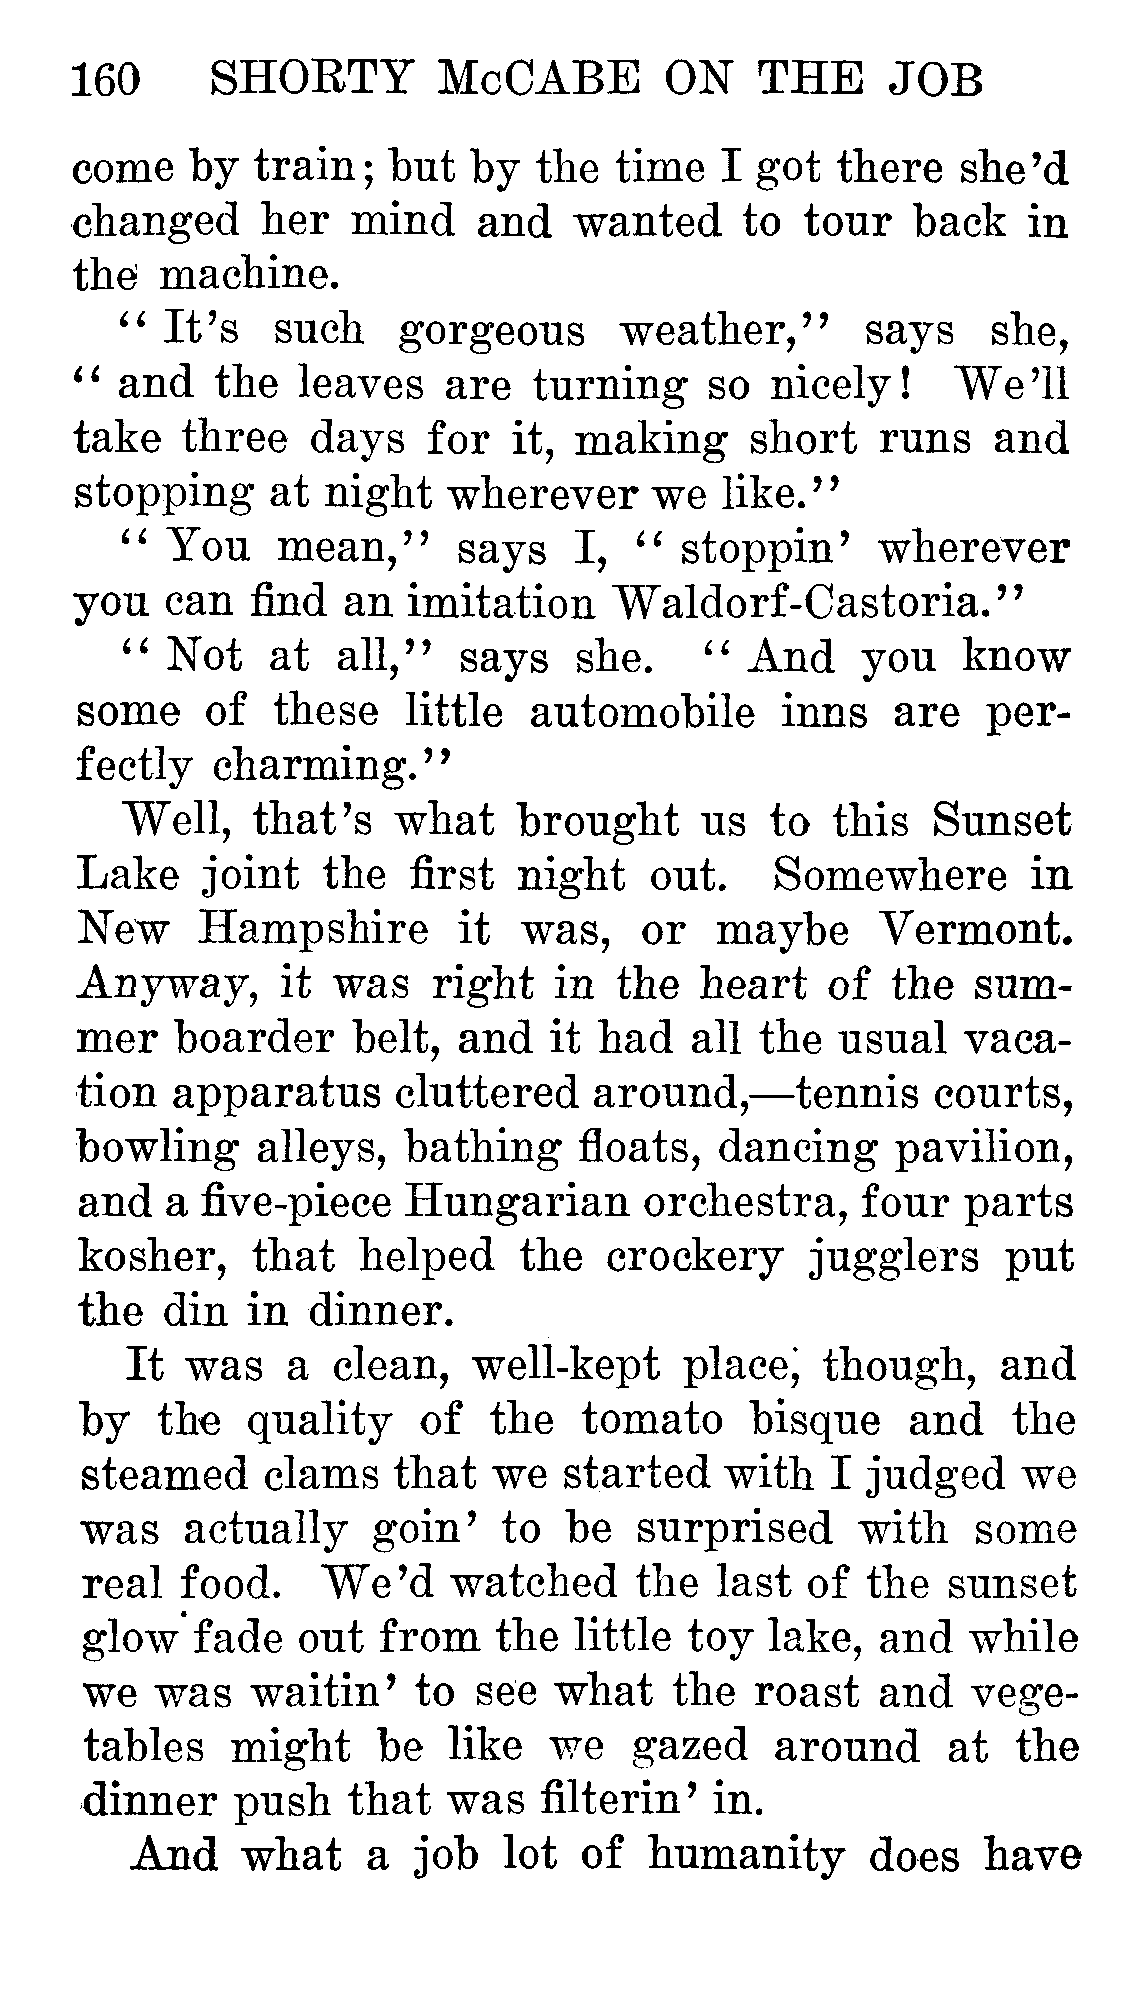 160 SHORTY McCABE ON THE JOB
come by train; but by the time I got there she'd
changed her mind and wanted to tour back in
the machine.
"It's such gorgeous weather," says she,
"and the leaves are turning so nicely! We'll
take three days for it, making short runs and
stopping at night wherever we like."
"You mean," says I, "stoppin' wherever
you can find an imitation Waldorf-Castoria."
"Not at all," says she. "And you know
some of these little automobile inns are per-
fectly charming."
Well, that's what brought us to this Sunset
Lake joint the first night out. Somewhere in
New Hampshire it was, or maybe Vermont.
Anyway, it was right in the heart of the sum-
mer boarder belt, and it had all the usual vaca-
tion apparatus cluttered around,—tennis courts,
bowling alleys, bathing floats, dancing pavilion,
and a five-piece Hungarian orchestra, four parts
kosher, that helped the crockery jugglers put
the din in dinner.
It was a clean, well-kept place, though, and
by the quality of the tomato bisque and the
steamed clams that we started with I judged we
was actually goin' to be surprised with some
real food. We'd watched the last of the sunset
glow fade out from the little toy lake, and while
we was waitin' to see what the roast and vege-
tables might be like we gazed around at the
dinner push that was filterin' in.
And what a job lot of humanity does have